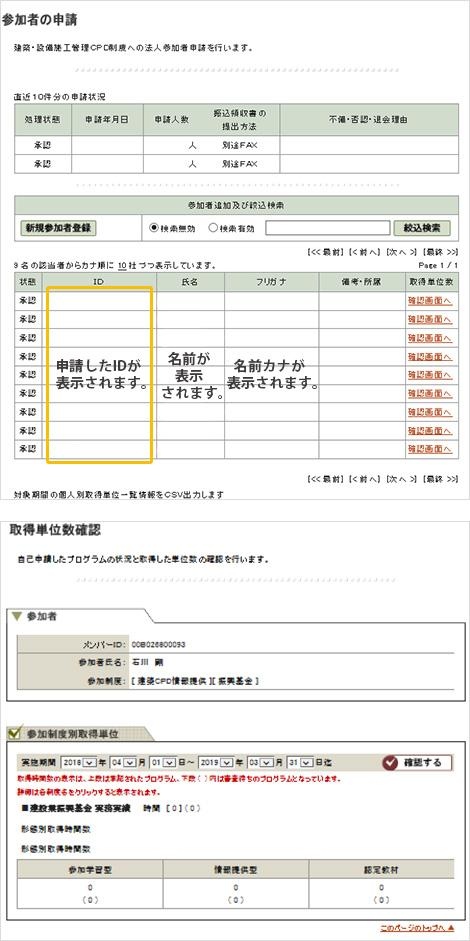 参加者の申請
建築・設備施工管理CPD制度への法人参加者申請を行います。
直近10件分の申請状況
処理状態 申請年月日 申請人数 振込領収書の提出方法 不備・否認・退会理由
承認 人 別途FAX
承認 人 別途FAX
参加者追加及び絞込検索
新規参加者登録 検索無効 検索有効 絞込検索
[<<最前] [<前へ] [次へ>] [最終>>]
9 名の該当者からカナ順に 10 社づつ表示しています。 Page 1 / 1
状態 ID 氏名 フリガナ 備考・所属 取得単位数
承認 確認画面へ
承認 確認画面へ
承認 確認画面へ
承認 確認画面へ
承認 確認画面へ
承認 確認画面へ
承認 確認画面へ
承認 確認画面へ
承認 確認画面へ
申請したIDが
表示されます。
名前が
表示
されます。
名前カナが
表示されます。
[<<最前] [<前へ] [次へ>] [最終>>]
対象期間の個人別取得単位一覧情報をCSV出力します
取得単位数確認
自己申請したプログラムの状況と取得した単位数の確認を行います。
参加者
メンバーID: 00B026800093
参加者氏名: 石川 剛
参加制度: [ 建築CPD情報提供 ][ 振興基金 ]
参加制度別取得単位
実施期間 2018 年 04 月 01 日～ 2019 年 03 月 31 日迄 確認する
取得時間数の表示は、上段は承認されたプログラム、下段（ ）内は審査待ちのプログラムとなっています。
詳細は各制度名をクリックすると表示されます。
■建設業振興基金 実務実績 時間 [ 0 ] ( 0 )
形態別取得時間数
形態別取得時間数
参加学習型 情報提供型 認定教材
0 0 0
( 0 ) ( 0 ) ( 0 )
このページのトップへ ▲